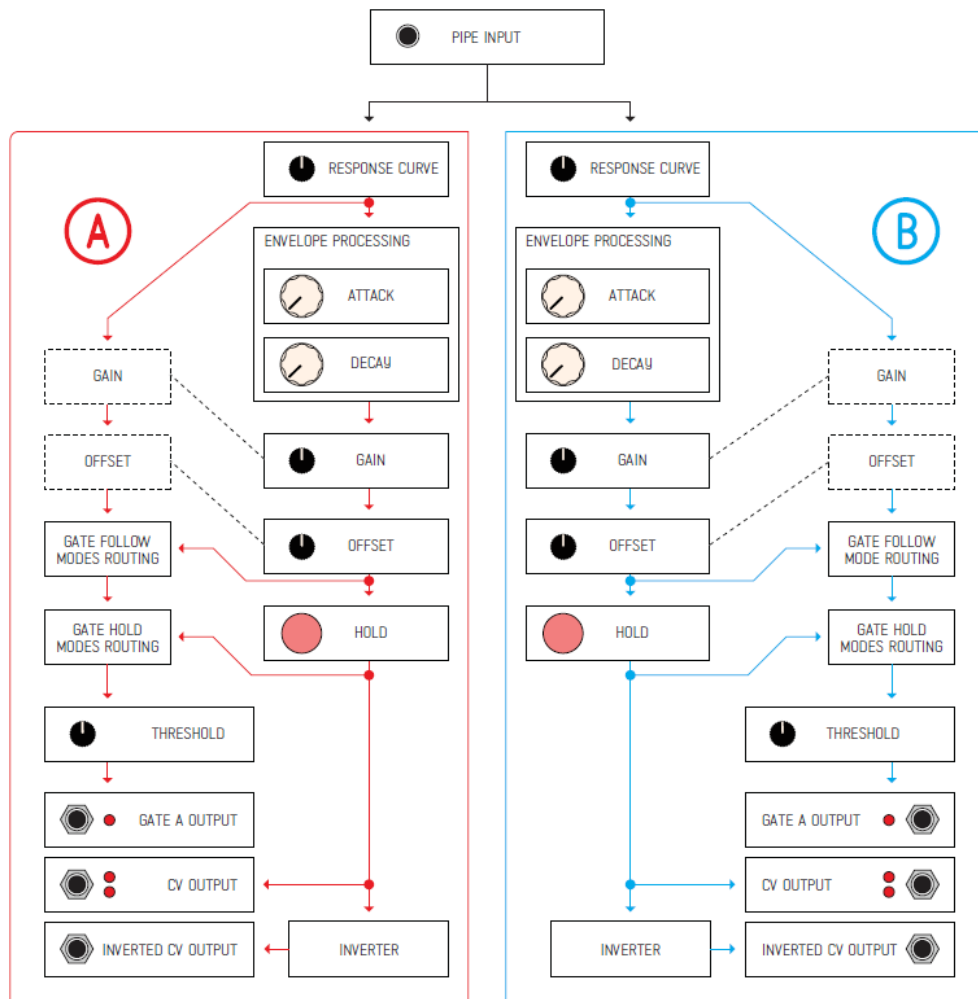 PIPE INPUT
A
RESPONSE CURVE
ENVELOPE PROCESSING
ATTACK
DECAY
GAIN
GAIN
OFFSET
OFFSET
GATE FOLLOW
MODES ROUTING
HOLD
GATE HOLD
MODES ROUTING
THRESHOLD
GATE A OUTPUT
CV OUTPUT
INVERTED CV OUTPUT
INVERTER
RESPONSE CURVE
B
ENVELOPE PROCESSING
ATTACK
DECAY
GAIN
GAIN
OFFSET
OFFSET
GATE FOLLOW
MODE ROUTING
HOLD
GATE HOLD
MODES ROUTING
THRESHOLD
GATE A OUTPUT
CV OUTPUT
INVERTER
INVERTED CV OUTPUT